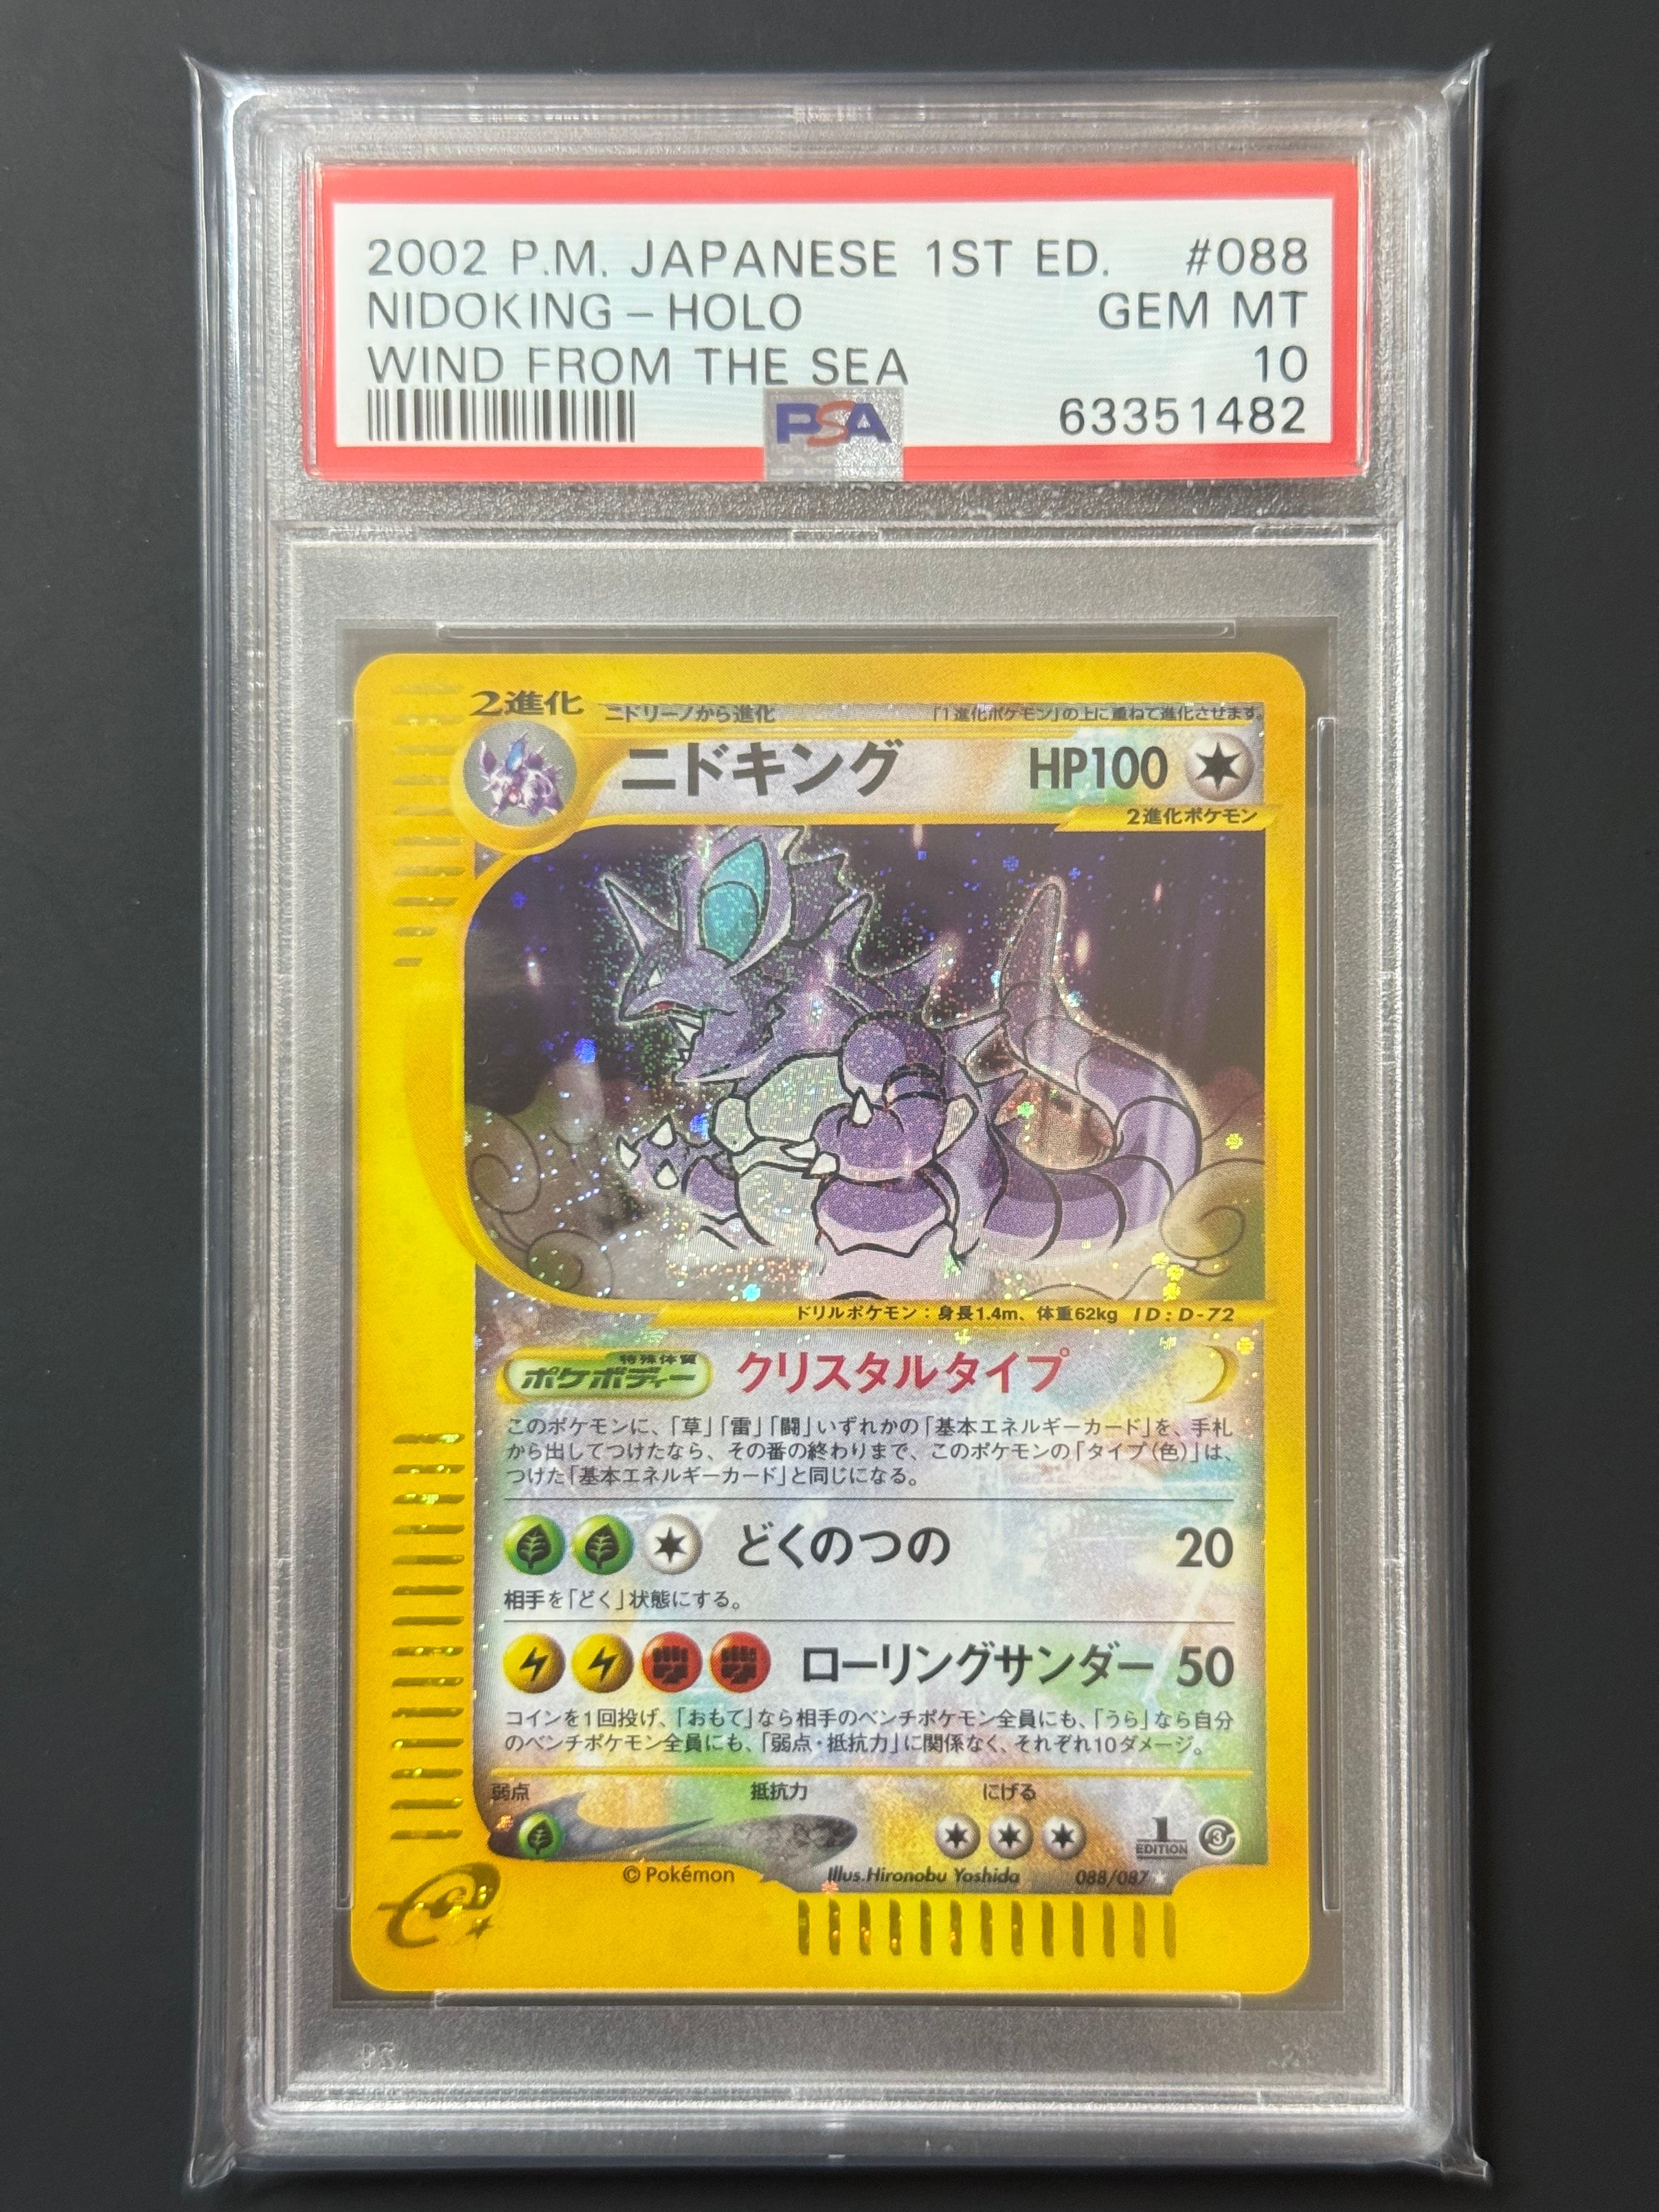 2002 P.M. JAPANESE 1ST ED. #088
NIDOKING – HOLO GEM MT
WIND FROM THE SEA 10
63351482
PSA
2進化 ニドリーノから進化 「1進化ポケモン」の上に重ねて進化させます。
ニドキング HP100
2進化ポケモン
ドリルポケモン：身長1.4m、体重62kg ID：D-72
特殊体質
ポケボディー クリスタルタイプ
このポケモンに、「草」「雷」「闘」いずれかの「基本エネルギーカード」を、手札
から出してつけたなら、その番の終わりまで、このポケモンの「タイプ（色）」は、
つけた「基本エネルギーカード」と同じになる。
どくのつの 20
相手を「どく」状態にする。
ローリングサンダー 50
コインを1回投げ、「おもて」なら相手のベンチポケモン全員にも、「うら」なら自分
のベンチポケモン全員にも、「弱点・抵抗力」に関係なく、それぞれ10ダメージ。
弱点 抵抗力 にげる
1
EDITION
3
© Pokémon Illus.Hironobu Yoshida 088/087
e